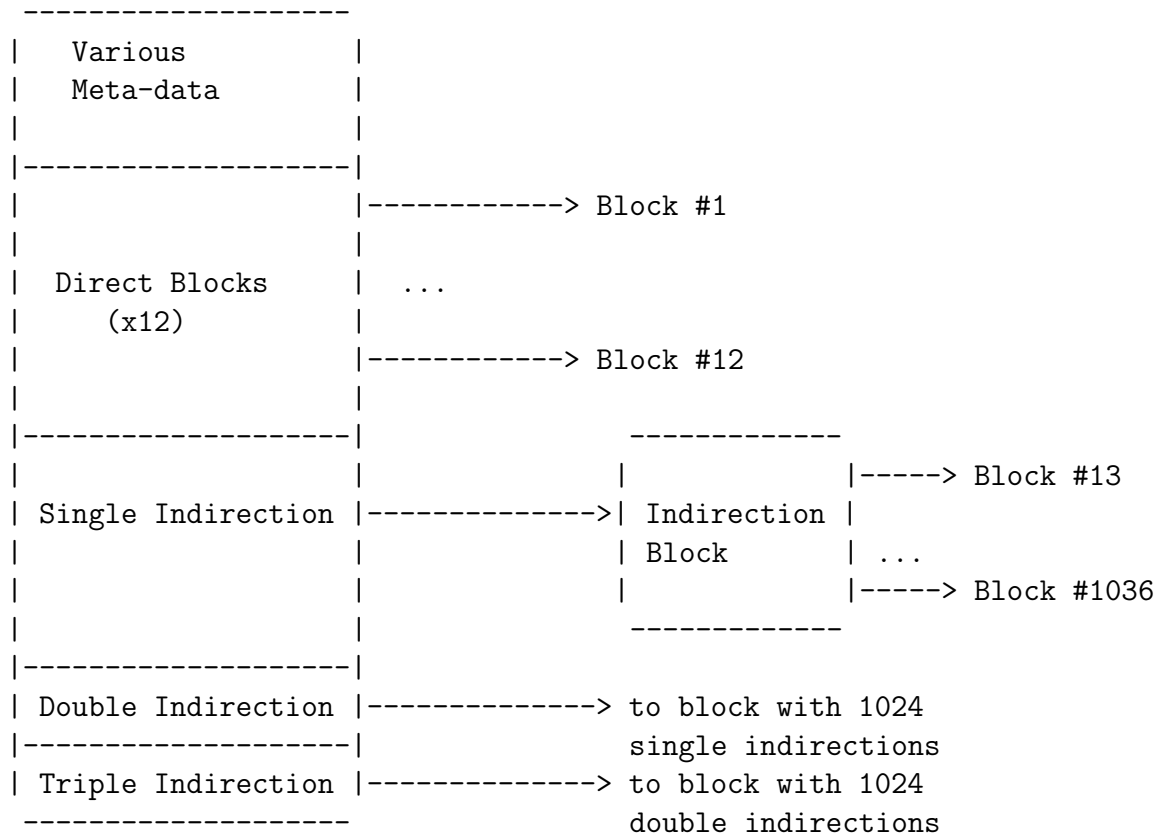 Various
Meta-data
Block #1
Direct Blocks ...
(x12)
Block #12
Block #13
Single Indirection Indirection
Block ...
Block #1036
Double Indirection to block with 1024
single indirections
Triple Indirection to block with 1024
double indirections